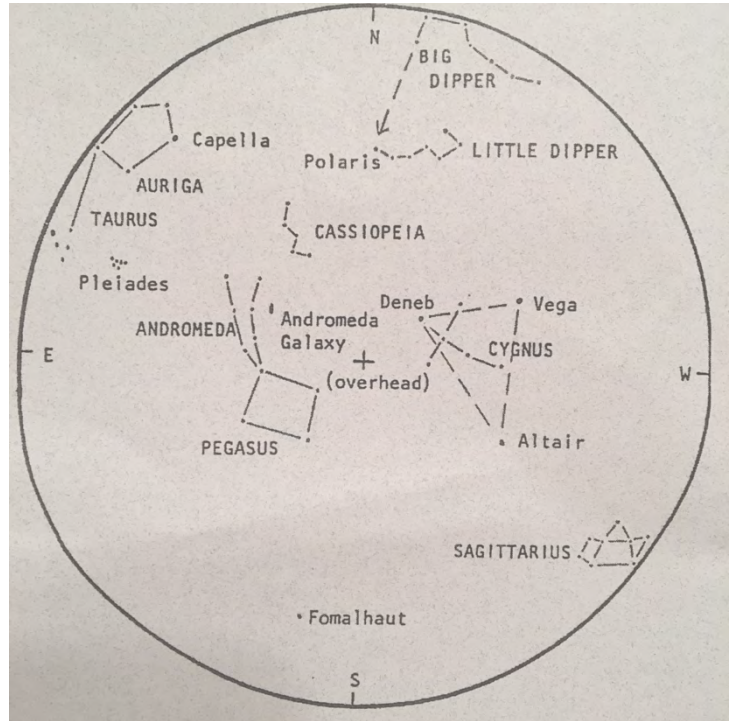 N
BIG
DIPPER
Capella
Polaris
LITTLE DIPPER
AURIGA
TAURUS
CASSIOPEIA
Pleiades
Deneb
Vega
ANDROMEDA
Andromeda
Galaxy
CYGNUS
E
W
(overhead)
PEGASUS
Altair
SAGITTARIUS
Fomalhaut
S